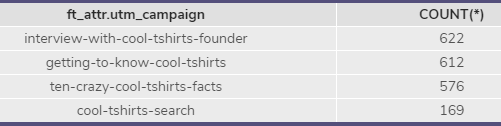 ft_attr.utm_campaign COUNT(*)
interview-with-cool-tshirts-founder 622
getting-to-know-cool-tshirts 612
ten-crazy-cool-tshirts-facts 576
cool-tshirts-search 169